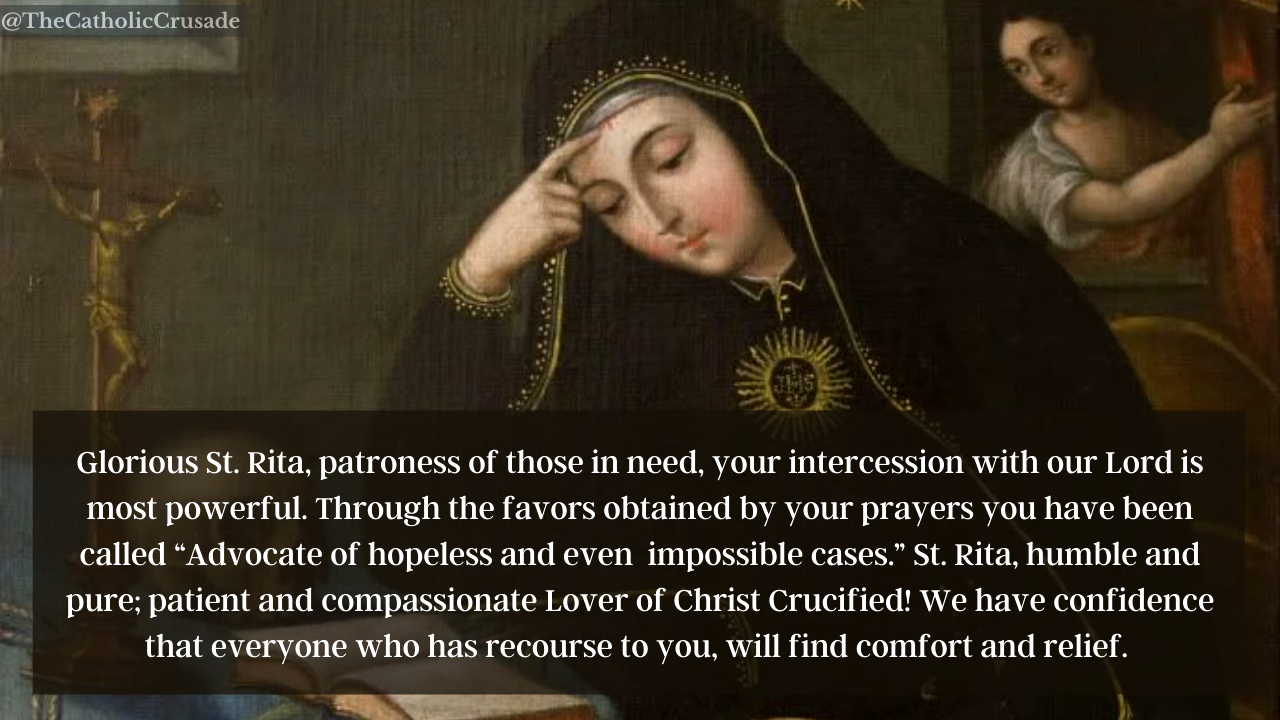 @TheCatholicCrusade
JHS
Glorious St. Rita, patroness of those in need, your intercession with our Lord is
most powerful. Through the favors obtained by your prayers you have been
called “Advocate of hopeless and even  impossible cases.” St. Rita, humble and
pure; patient and compassionate Lover of Christ Crucified! We have confidence
that everyone who has recourse to you, will find comfort and relief.